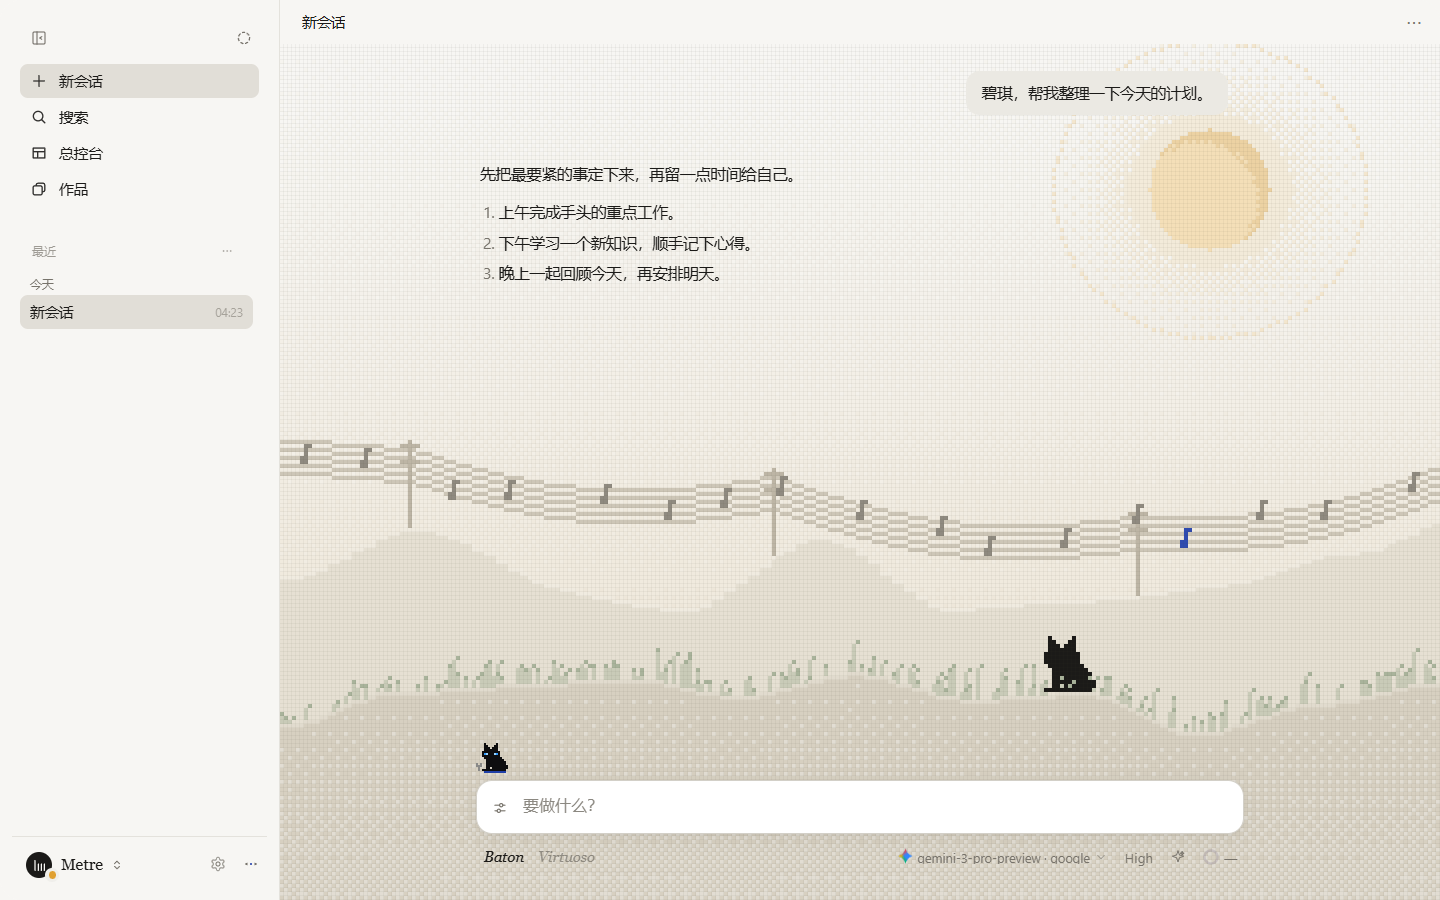 新会话
搜索
总控台
作品
最近
今天
新会话 04:23
Metre
新会话
碧琪，帮我整理一下今天的计划。
先把最要紧的事定下来，再留一点时间给自己。
1. 上午完成手头的重点工作。
2. 下午学习一个新知识，顺手记下心得。
3. 晚上一起回顾今天，再安排明天。
要做什么？
Baton Virtuoso
gemini-3-pro-preview · google High —